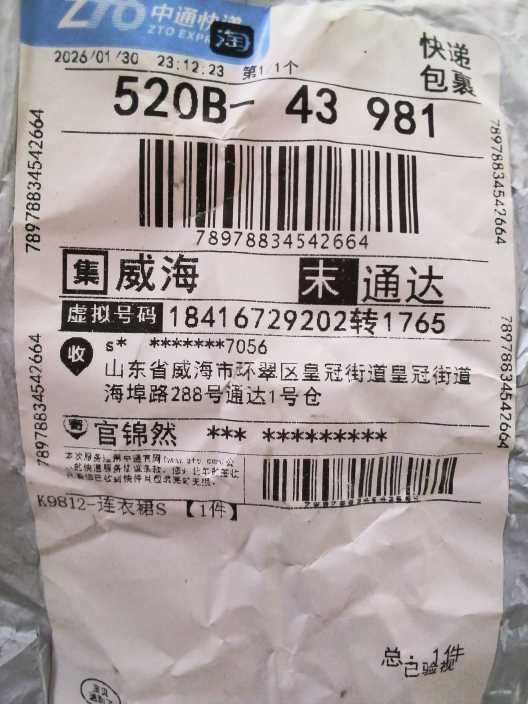 ZTO 中通快递
ZTO EXPR
淘
快递
包裹
2026/01/30 23:12:23 第1/1个
520B- 43 981
78978834542664
78978834542664
78978834542664
集 威海 末 通达
虚拟号码 18416729202转1765
收 s* *******7056
山东省威海市环翠区皇冠街道皇冠街道
海埠路288号通达1号仓
78978834542664
78978834542664
寄 官锦然 *** *********
K9812-连衣裙S 【1件】
总: 1件
已验视